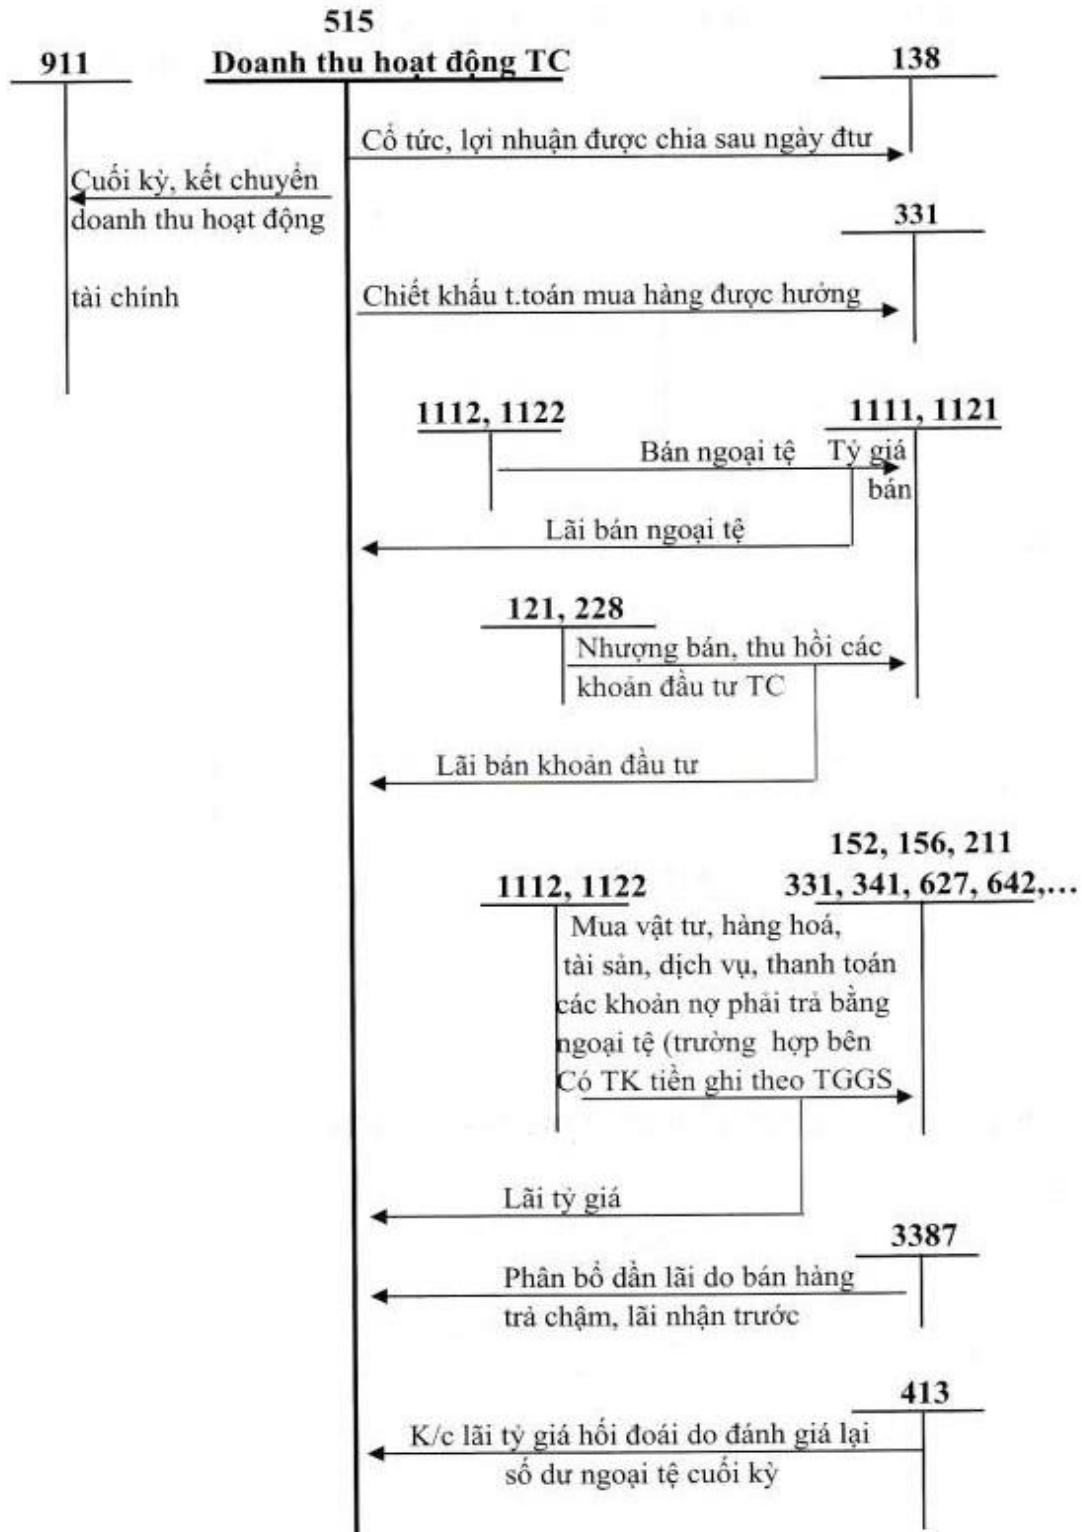 515
911
Doanh thu hoạt động TC
138
Cổ tức, lợi nhuận được chia sau ngày đtư
Cuối kỳ, kết chuyển
doanh thu hoạt động
331
tài chính
Chiết khấu t.toán mua hàng được hưởng
1112, 1122
1111, 1121
Bán ngoại tệ
Tỷ giá
bán
Lãi bán ngoại tệ
121, 228
Nhượng bán, thu hồi các
khoản đầu tư TC
Lãi bán khoản đầu tư
152, 156, 211
1112, 1122
331, 341, 627, 642,...
Mua vật tư, hàng hoá,
tài sản, dịch vụ, thanh toán
các khoản nợ phải trả bằng
ngoại tệ (trường hợp bên
Có TK tiền ghi theo TGGS
Lãi tỷ giá
3387
Phân bổ dần lãi do bán hàng
trả chậm, lãi nhận trước
413
K/c lãi tỷ giá hối đoái do đánh giá lại
số dư ngoại tệ cuối kỳ